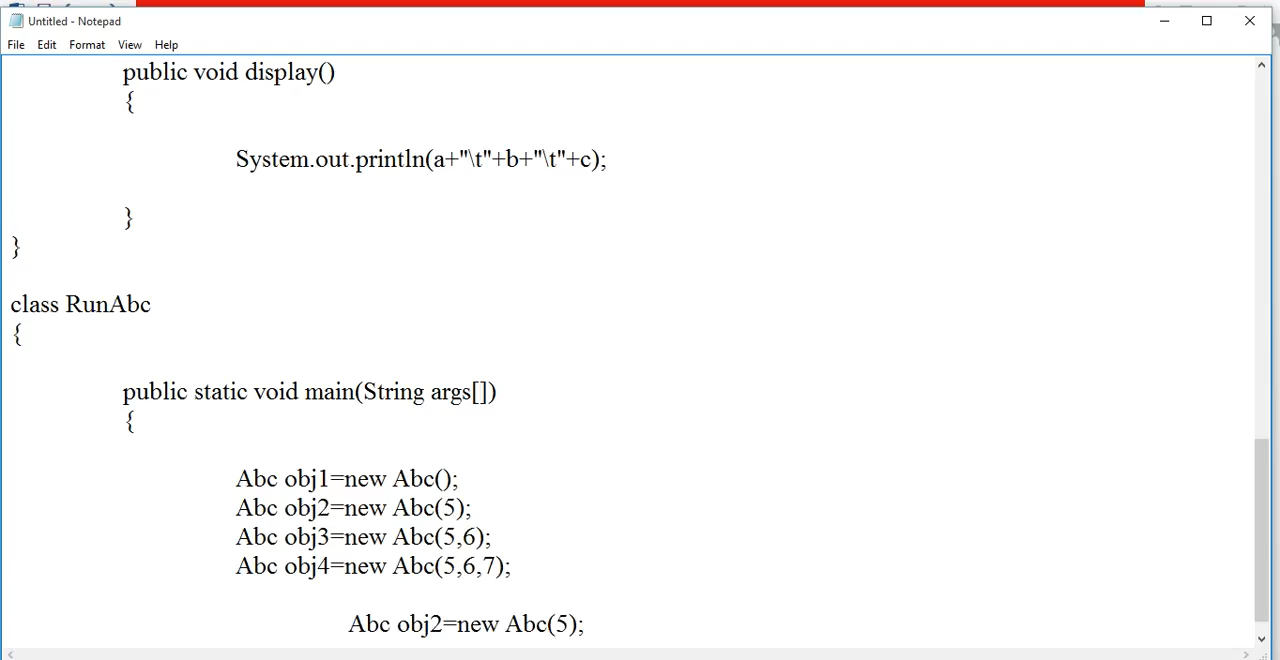 Untitled - Notepad
File Edit Format View Help
public void display()
{
System.out.println(a+"\t"+b+"\t"+c);
}
}
class RunAbc
{
public static void main(String args[])
{
Abc obj1=new Abc();
Abc obj2=new Abc(5);
Abc obj3=new Abc(5,6);
Abc obj4=new Abc(5,6,7);
Abc obj2=new Abc(5);